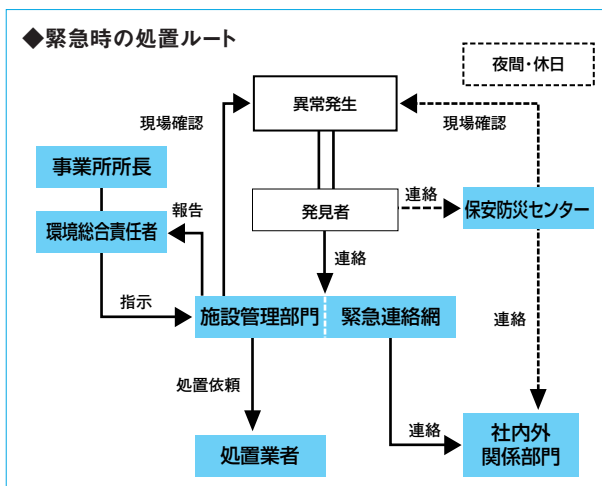 ◆緊急時の処置ルート
夜間・休日
異常発生
現場確認
現場確認
事業所所長
発見者
連絡
保安防災センター
環境総合責任者
報告
連絡
指示
施設管理部門
緊急連絡網
連絡
処置依頼
処置業者
連絡
社内外
関係部門